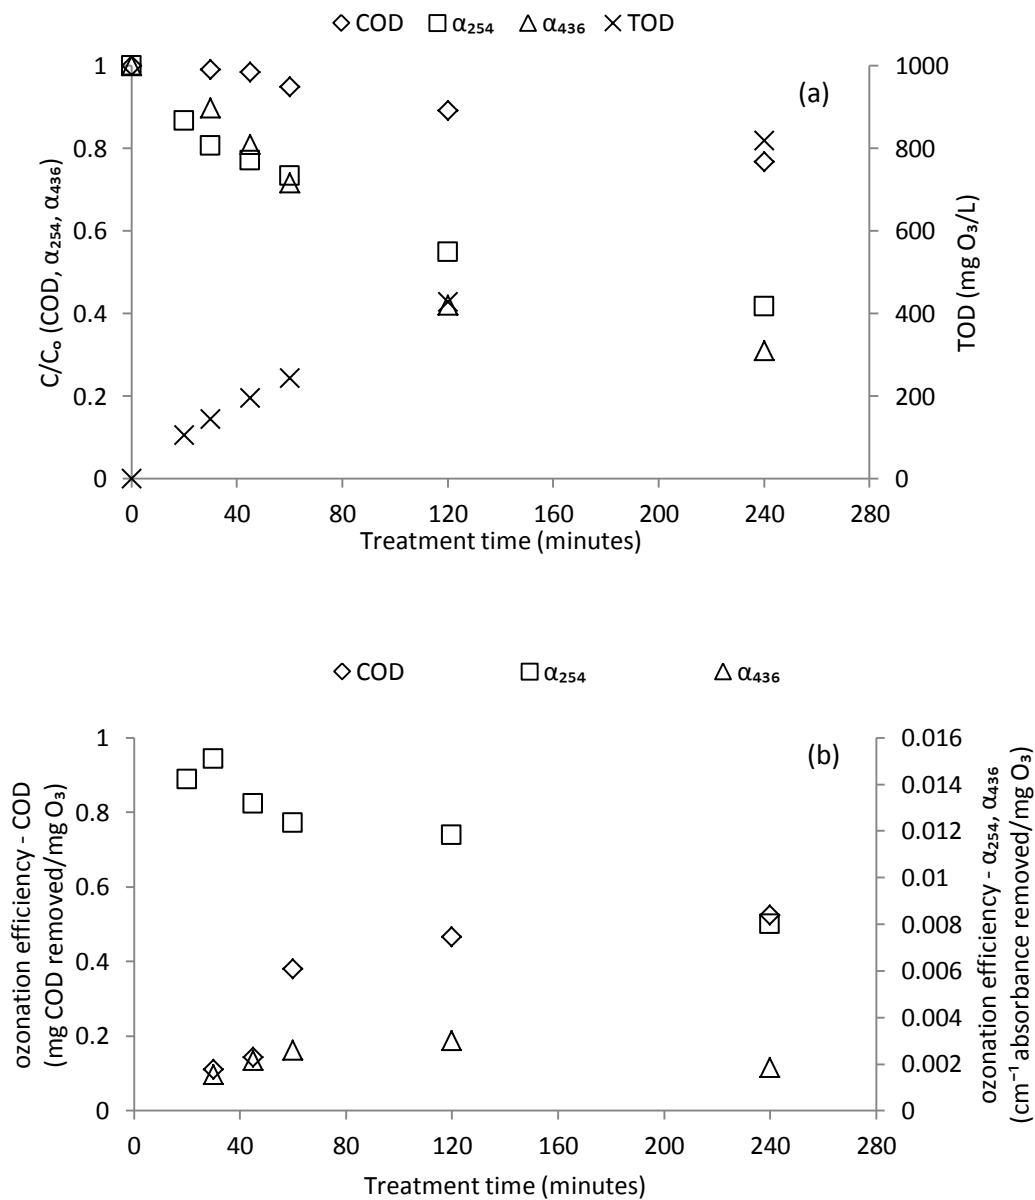 COD α₂₅₄ α₄₃₆ TOD
(a)
1
0.8
0.6
0.4
0.2
0
C/Cₒ (COD, α₂₅₄, α₄₃₆)
1000
800
600
400
200
0
TOD (mg O₃/L)
0 40 80 120 160 200 240 280
Treatment time (minutes)
COD α₂₅₄ α₄₃₆
(b)
1
0.8
0.6
0.4
0.2
0
ozonation efficiency - COD
(mg COD removed/mg O₃)
0.016
0.014
0.012
0.01
0.008
0.006
0.004
0.002
0
ozonation efficiency - α₂₅₄, α₄₃₆
(cm⁻¹ absorbance removed/mg O₃)
0 40 80 120 160 200 240 280
Treatment time (minutes)